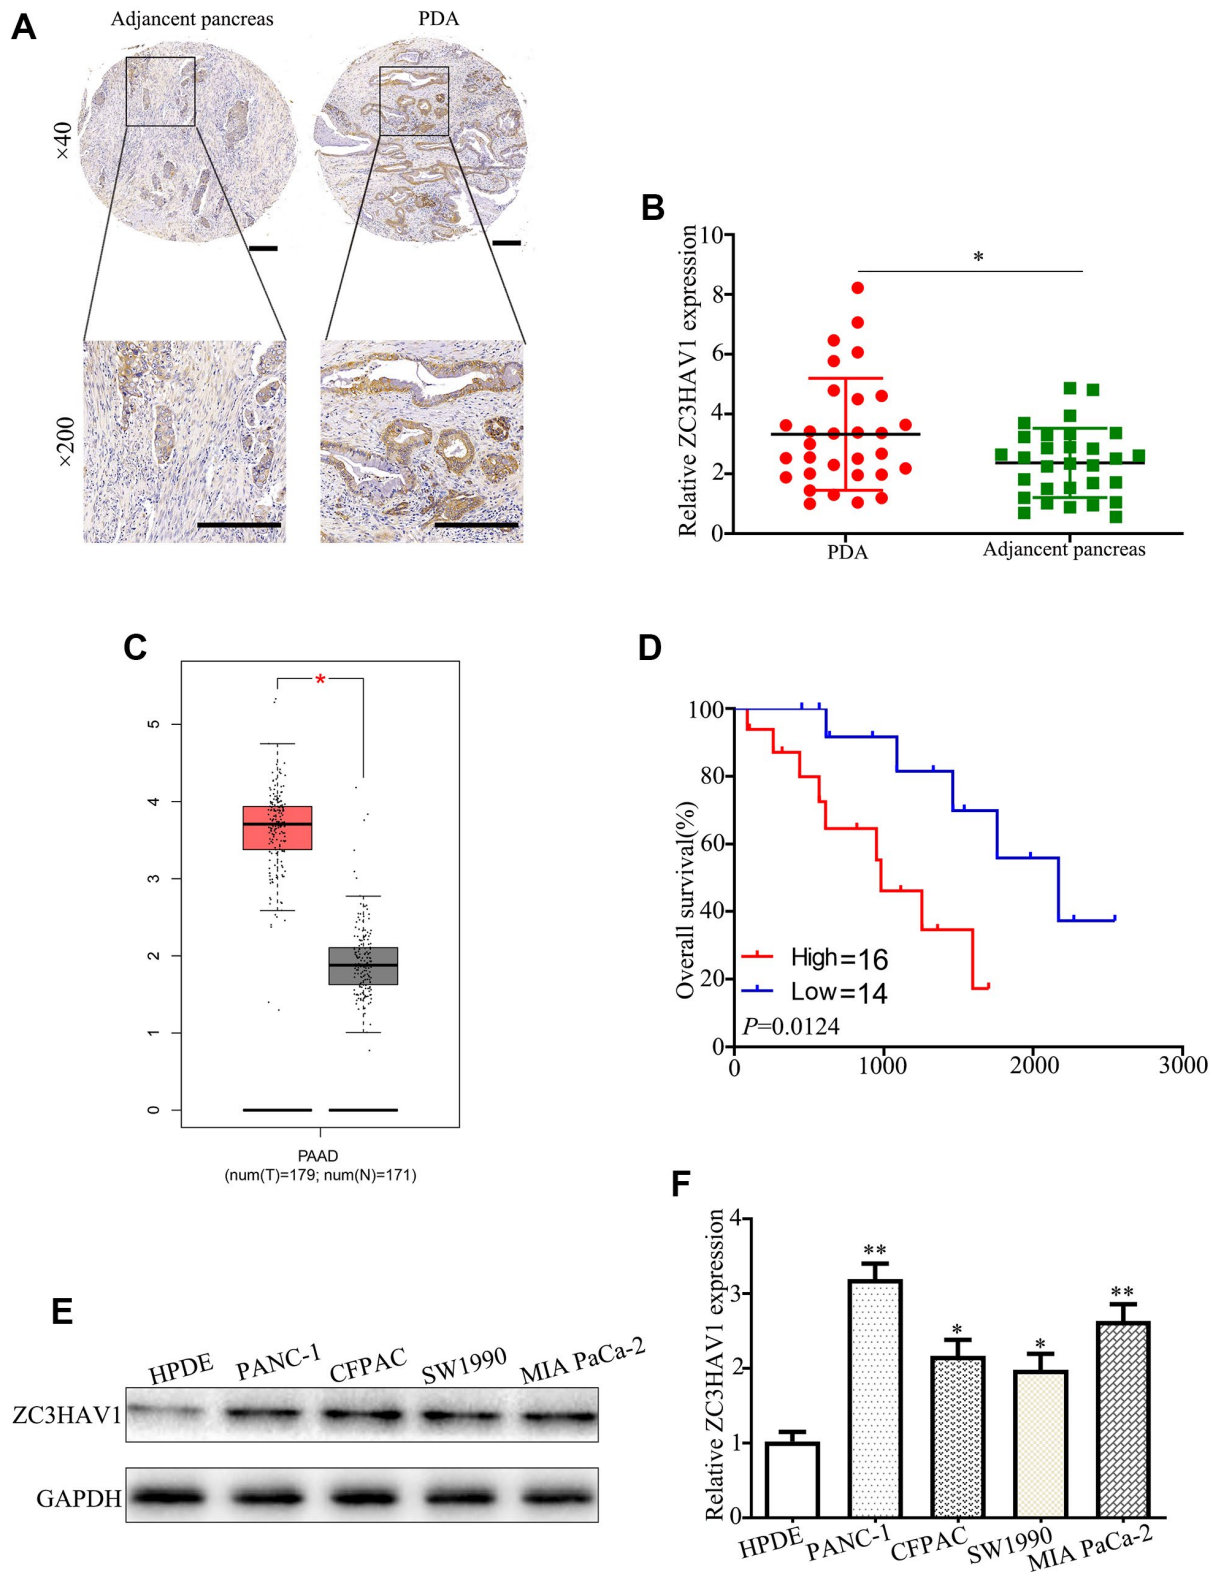 A
Adjancent pancreas
PDA
×40
×200
B
Relative ZC3HAV1 expression
10
8
6
4
2
0
*
PDA
Adjancent pancreas
C
*
5
4
3
2
1
0
PAAD
(num(T)=179; num(N)=171)
D
Overall survival(%)
100
80
60
40
20
0
High=16
Low=14
P=0.0124
0
1000
2000
3000
E
HPDE
PANC-1
CFPAC
SW1990
MIA PaCa-2
ZC3HAV1
GAPDH
F
Relative ZC3HAV1 expression
4
3
2
1
0
**
*
*
**
HPDE
PANC-1
CFPAC
SW1990
MIA PaCa-2